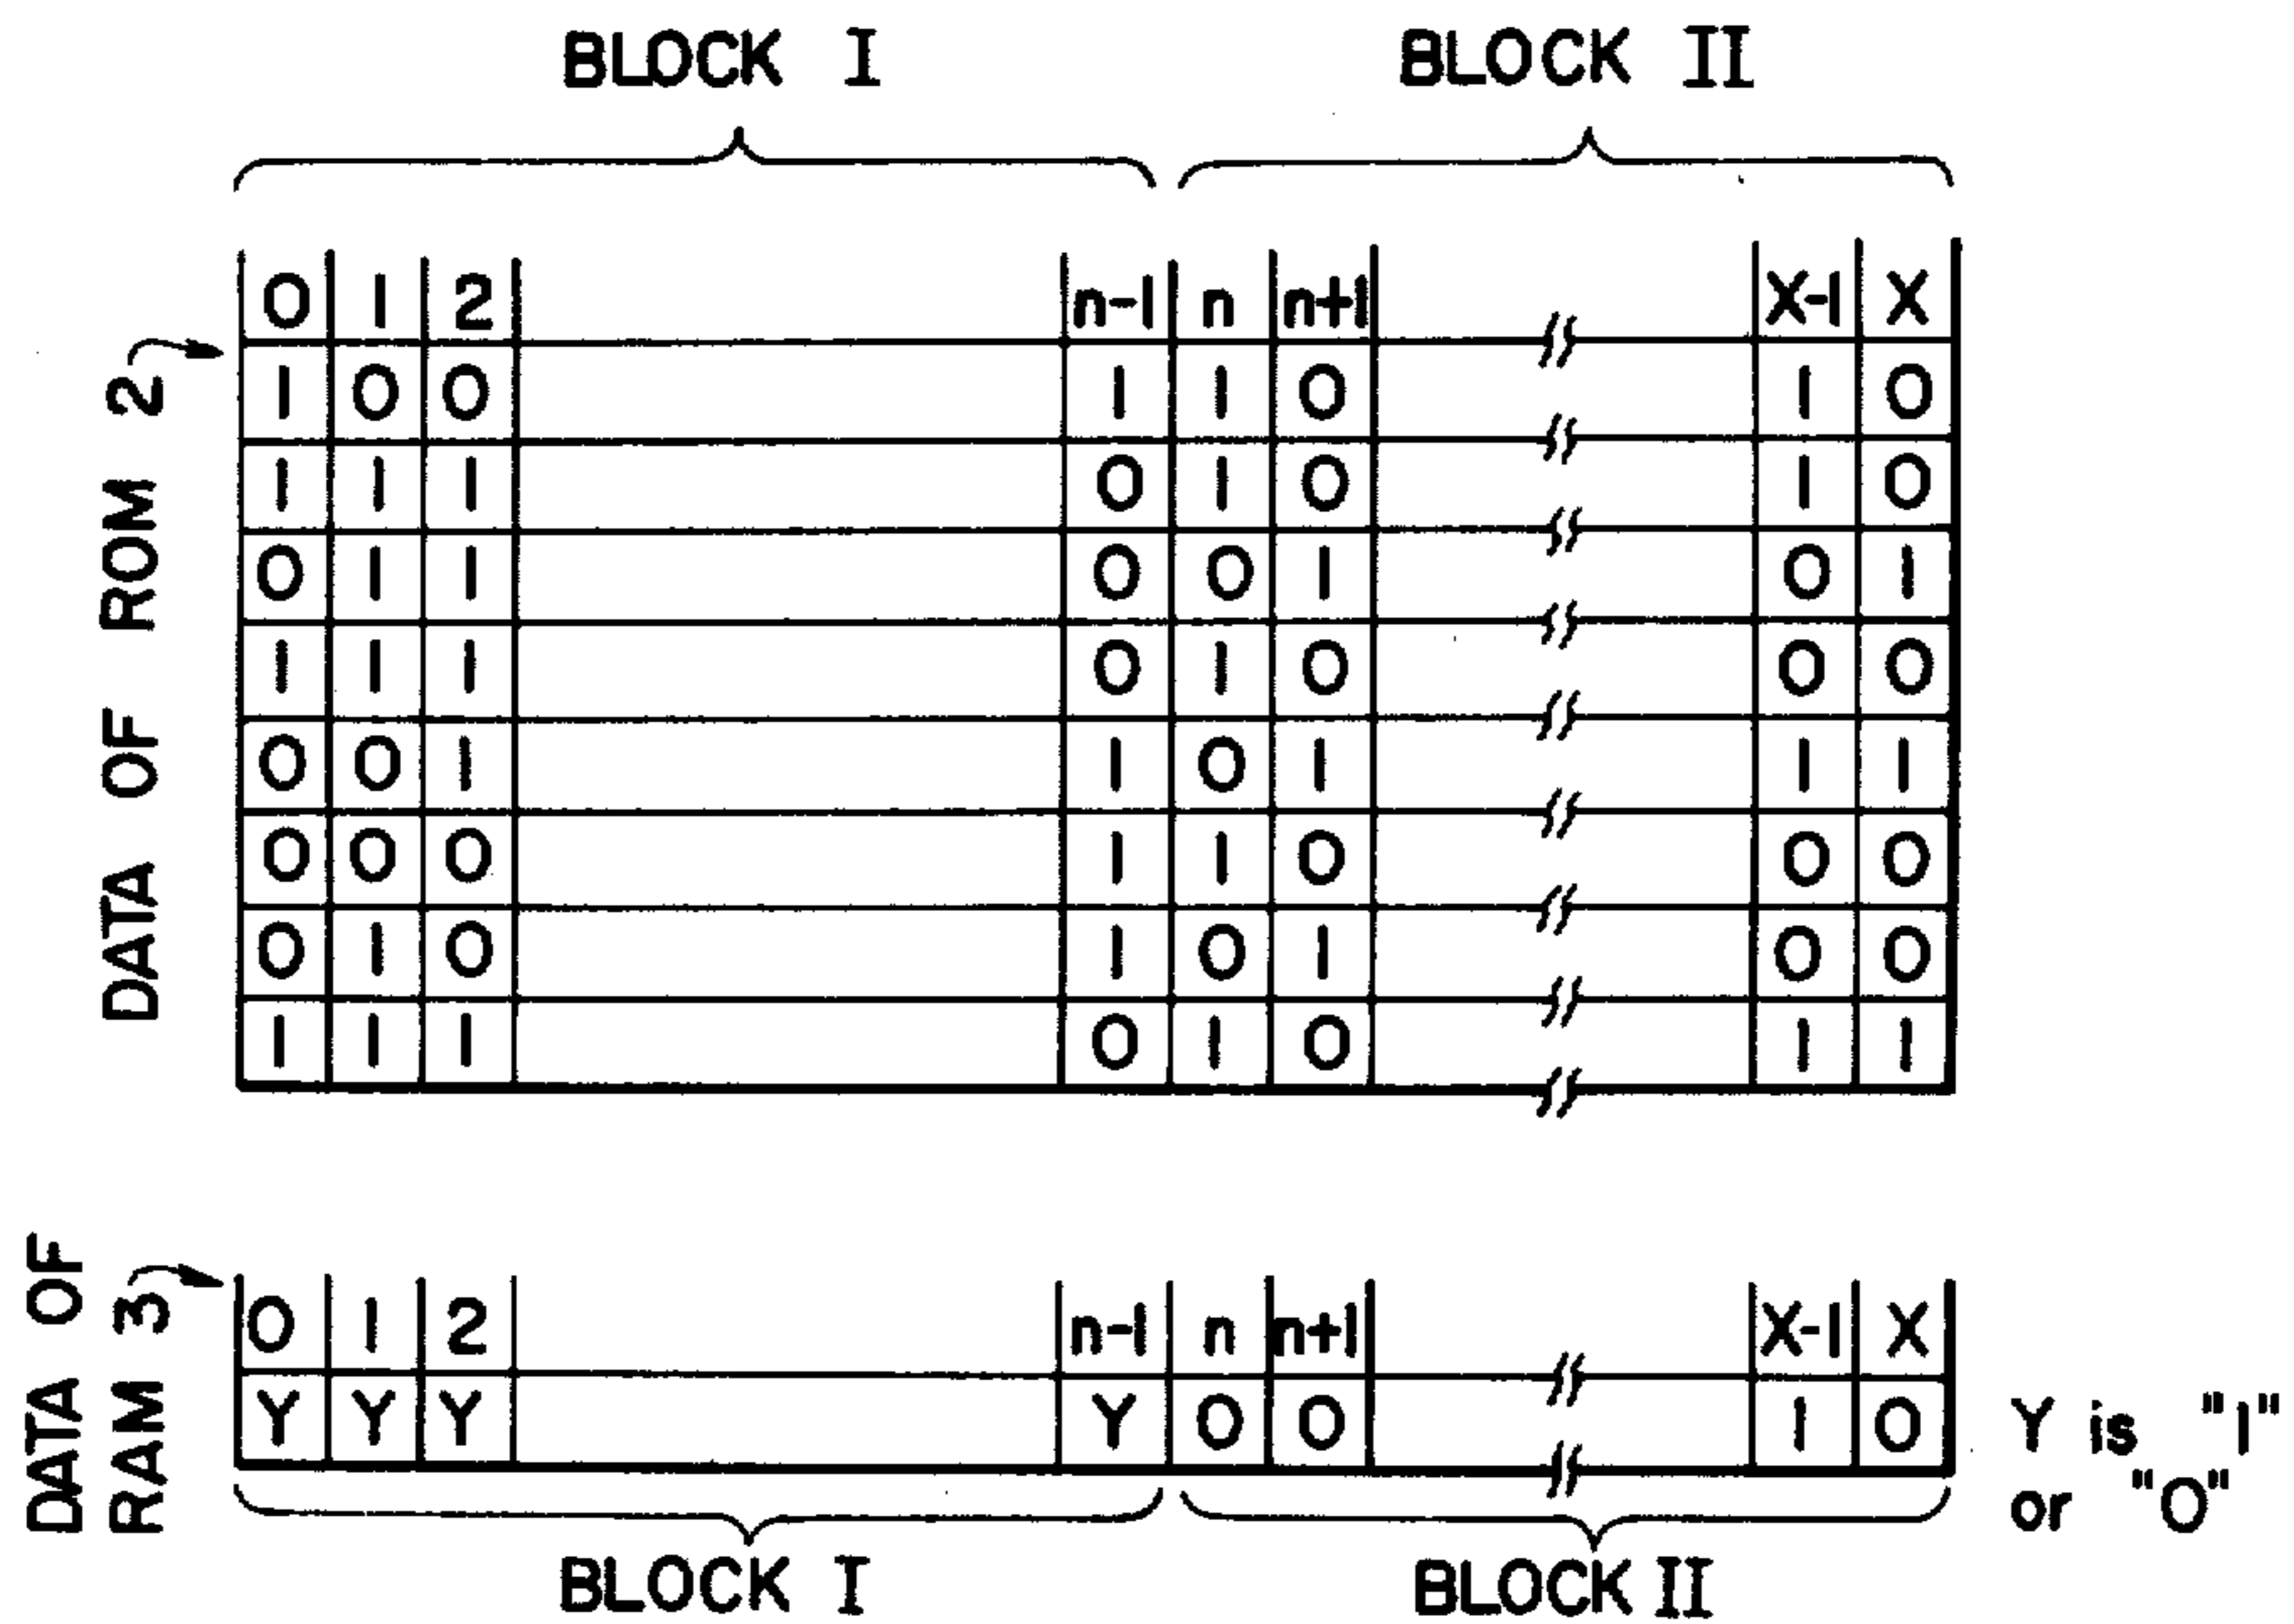 BLOCK I BLOCK II
DATA OF ROM 2
0 1 2 n-1 n n+1 X-1 X
1 0 0 1 1 0 1 0
1 1 1 0 1 0 1 0
0 1 1 0 0 1 0 1
1 1 1 0 1 0 0 0
0 0 1 1 0 1 1 1
0 0 0 1 1 0 0 0
0 1 0 1 0 1 0 0
1 1 1 0 1 0 1 1
DATA OF
RAM 3
0 1 2 n-1 n n+1 X-1 X
Y Y Y Y 0 0 1 0
Y is "1"
or "0"
BLOCK I BLOCK II